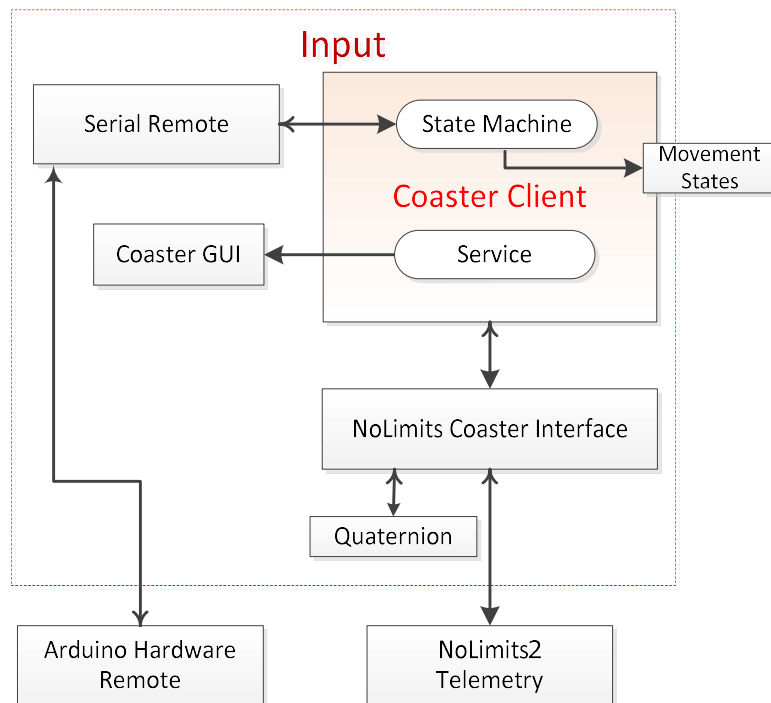 Input
Serial Remote
State Machine
Movement
States
Coaster Client
Coaster GUI
Service
NoLimits Coaster Interface
Quaternion
Arduino Hardware
Remote
NoLimits2
Telemetry